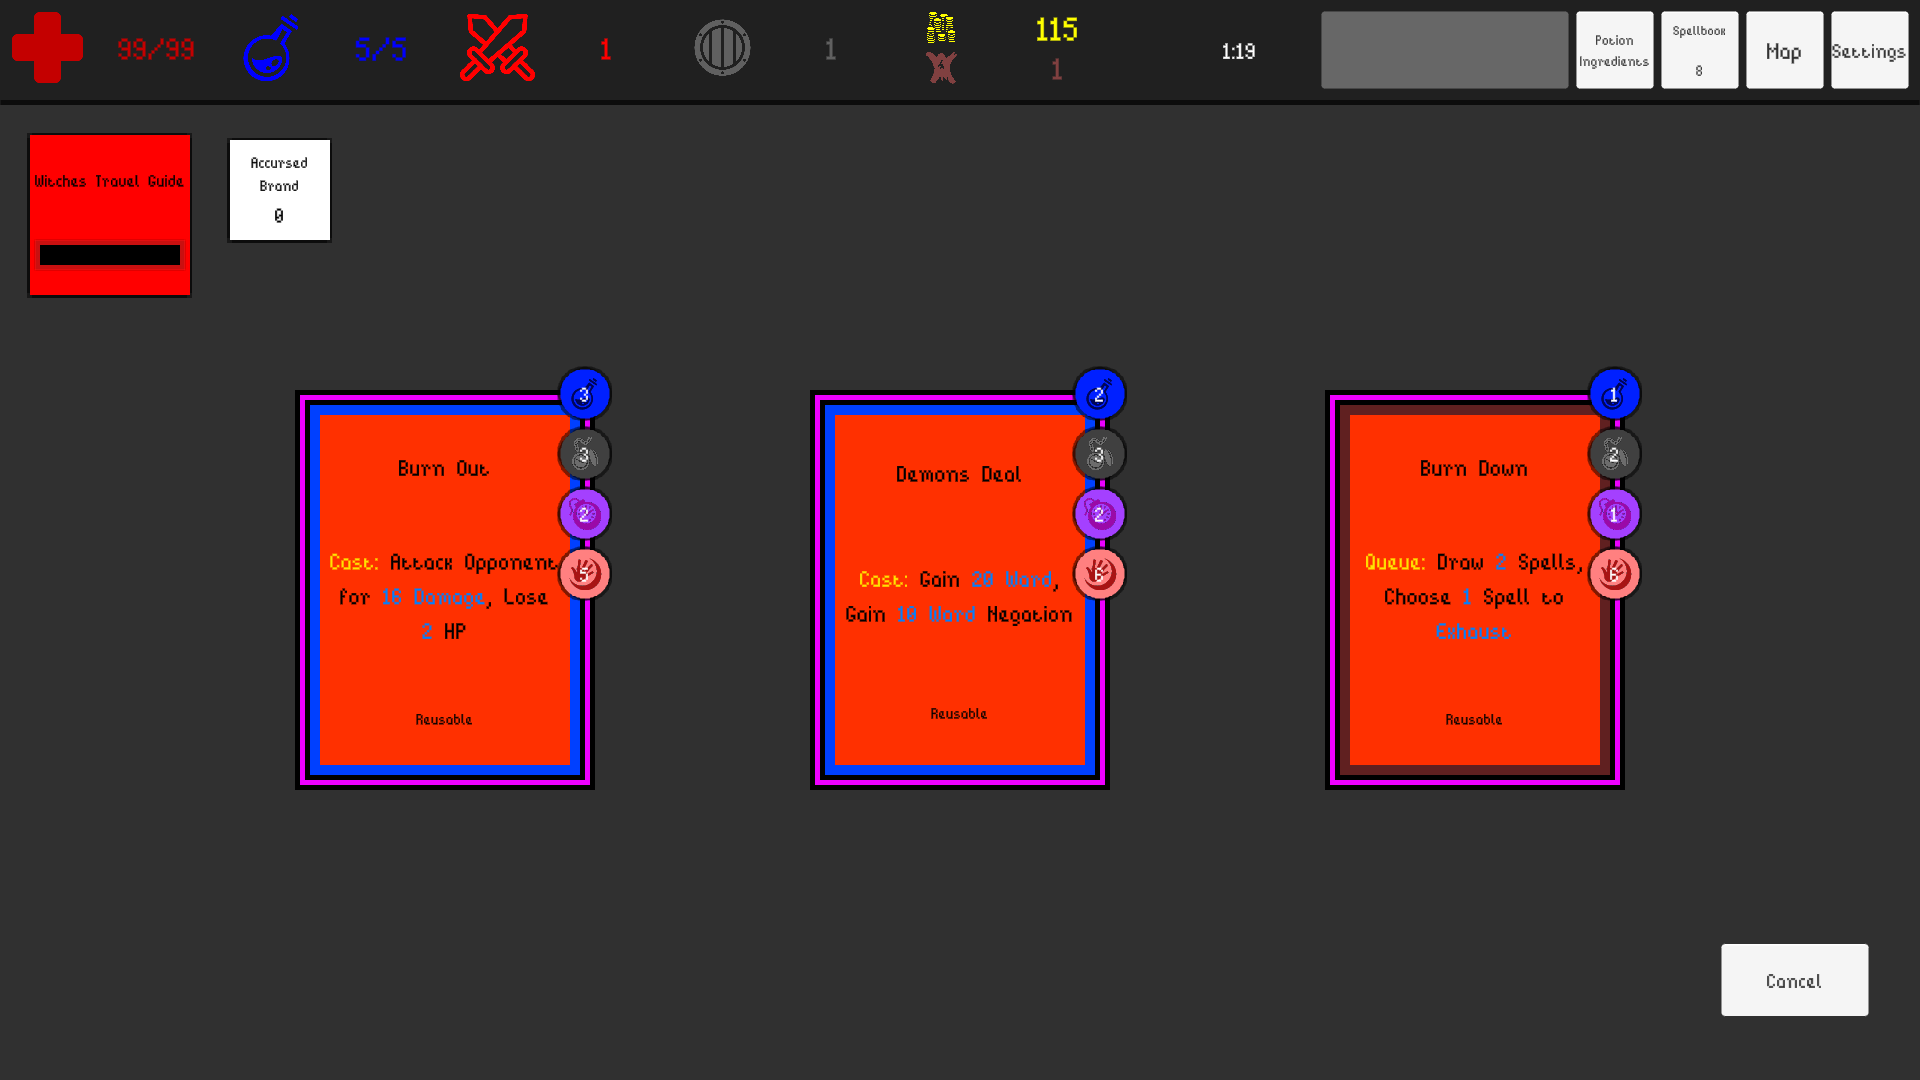 99/99
5/5
1
1
115
1
1:19
Potion
Ingredients
Spellboox
8
Map
Settings
Witches Travel Guide
Accursed
Brand
0
3
3
2
5
Burn Out
Cast: Attack Opponent
for 16 Damage, Lose
2 HP
Reusable
2
3
2
6
Demons Deal
Cast: Gain 20 Ward,
Gain 10 Ward Negation
Reusable
1
2
1
6
Burn Down
Queue: Draw 2 Spells,
Choose 1 Spell to
Exhaust
Reusable
Cancel